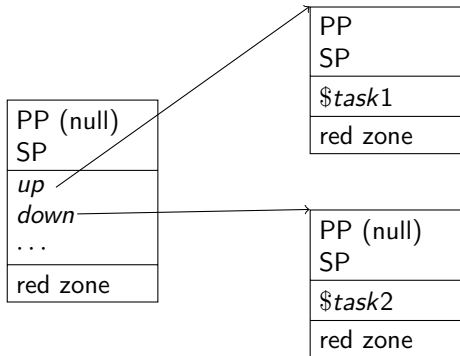 PP (null)
SP
up
down
...
red zone
PP
SP
$task1
red zone
PP (null)
SP
$task2
red zone